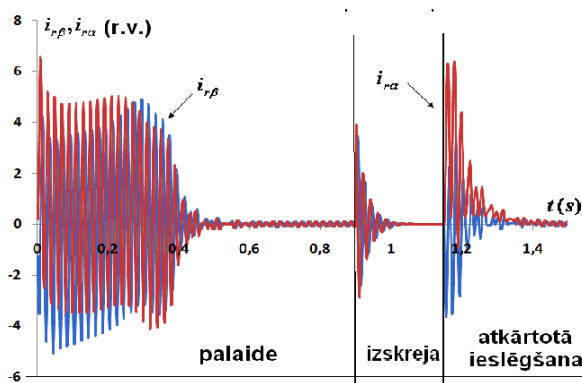 8
i_rβ, i_rα (r.v.)
6
i_rβ
i_rα
4
2
t(s)
0
0 0,2 0,4 0,6 0,8 1 1,2 1,4
-2
-4
palaide izskreja atkārtotā
ieslēgšana
-6